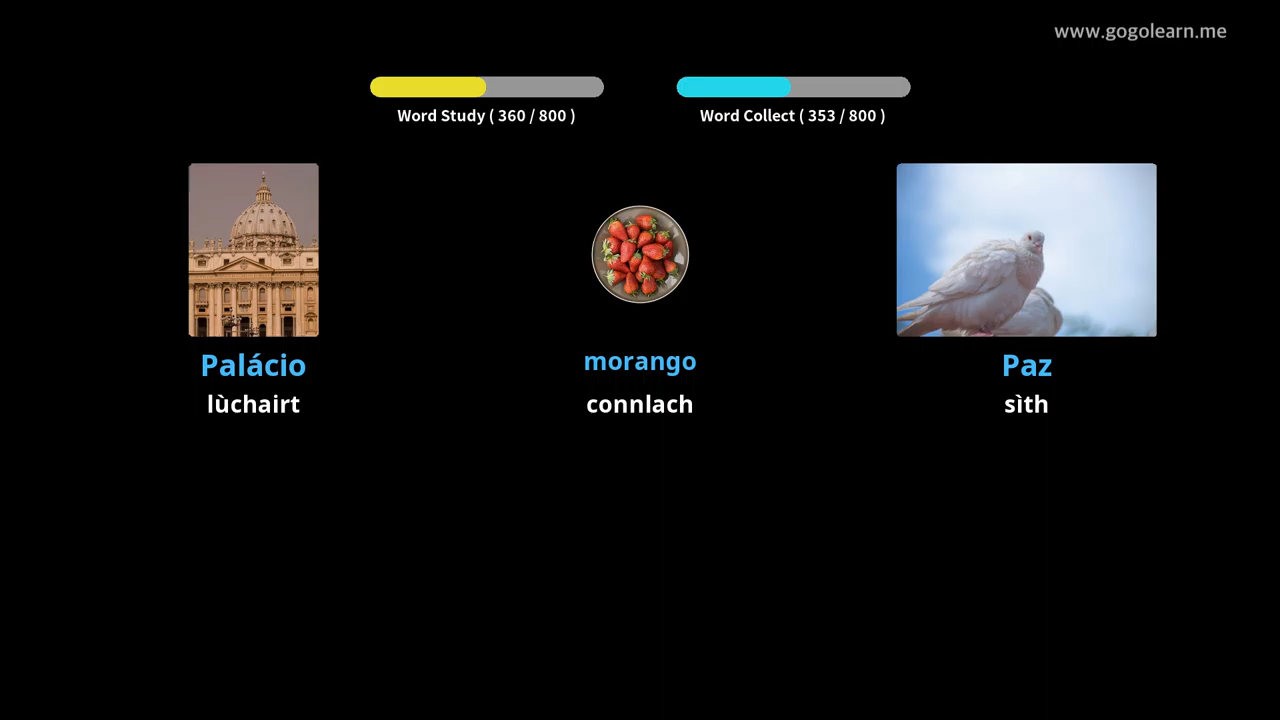 www.gogolearn.me
Word Study ( 360 / 800 )
Word Collect ( 353 / 800 )
Palácio
lùchairt
morango
connlach
Paz
sìth